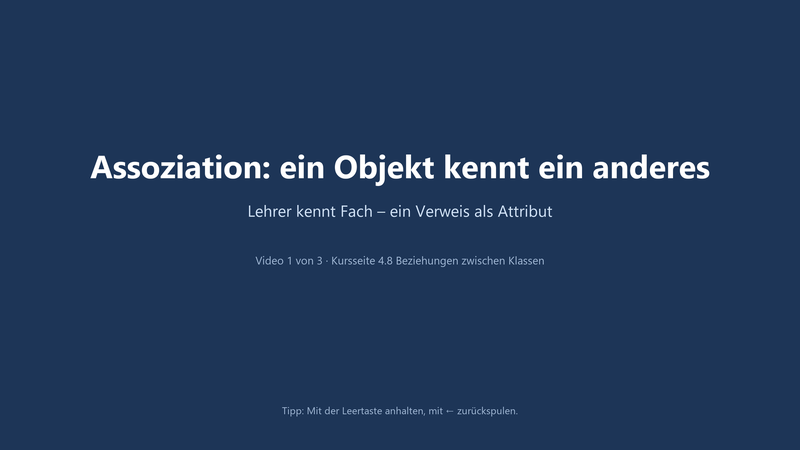 Assoziation: ein Objekt kennt ein anderes
Lehrer kennt Fach – ein Verweis als Attribut
Video 1 von 3 · Kursseite 4.8 Beziehungen zwischen Klassen
Tipp: Mit der Leertaste anhalten, mit ← zurückspulen.